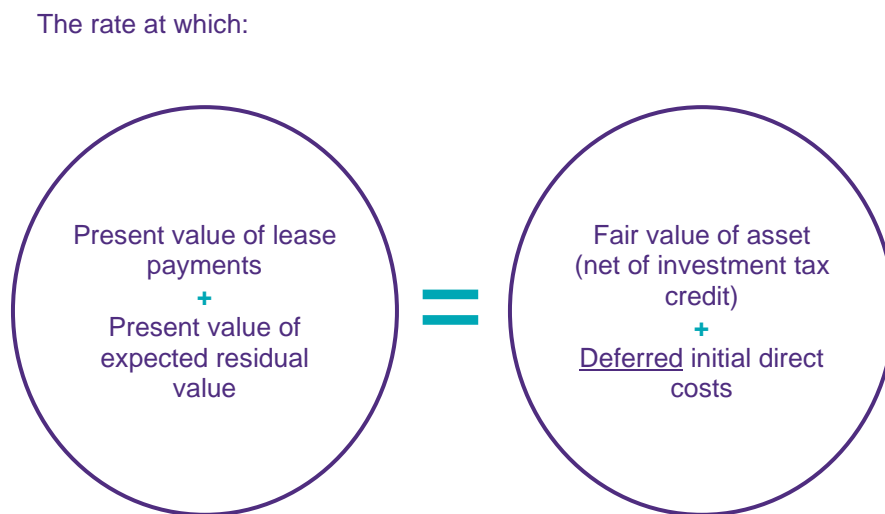 The rate at which:
Present value of lease
payments
+
Present value of
expected residual
value
=
Fair value of asset
(net of investment tax
credit)
+
Deferred initial direct
costs